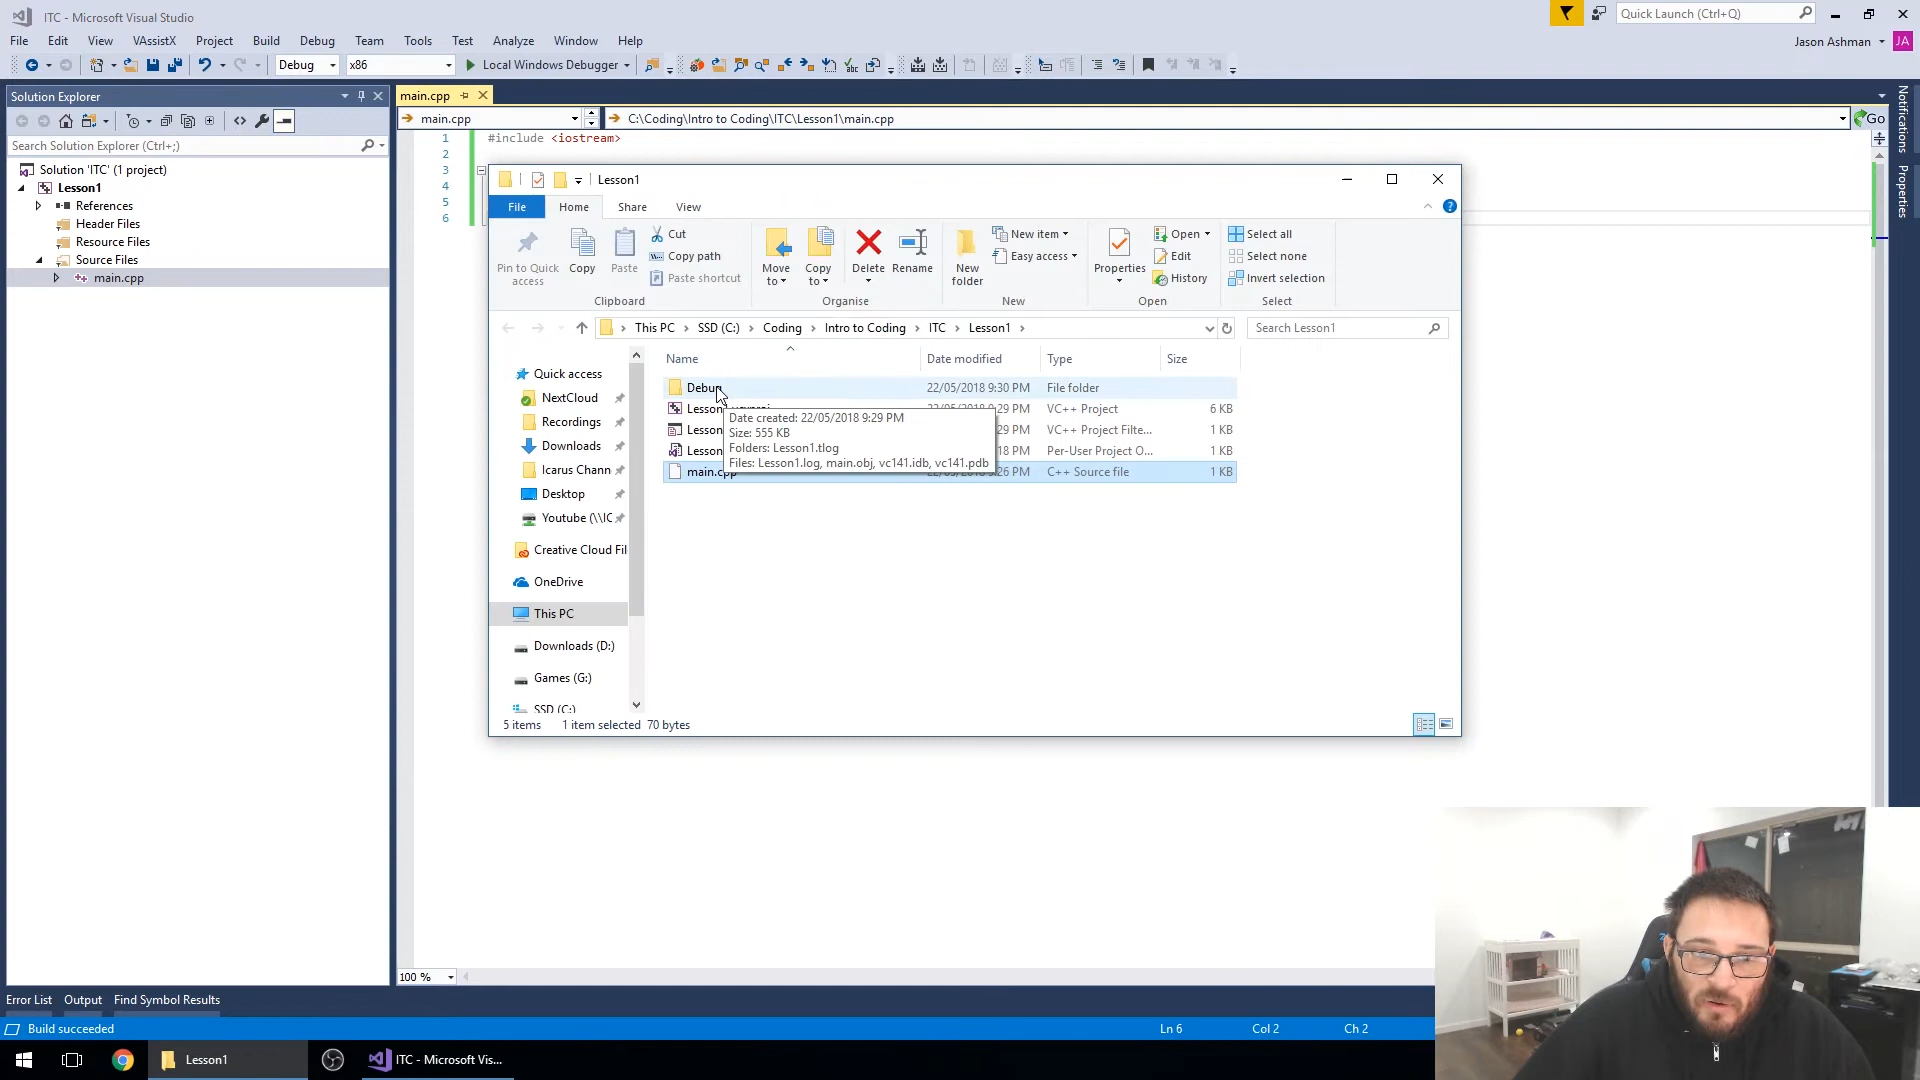 ITC - Microsoft Visual Studio
Quick Launch (Ctrl+Q)
File Edit View VAssistX Project Build Debug Team Tools Test Analyze Window Help
Jason Ashman JA
Debug x86 Local Windows Debugger
Solution Explorer
Search Solution Explorer (Ctrl+;)
Solution 'ITC' (1 project)
Lesson1
References
Header Files
Resource Files
Source Files
main.cpp
main.cpp
main.cpp
C:\Coding\Intro to Coding\ITC\Lesson1\main.cpp
Go
Notifications
Properties
1 #include <iostream>
2
3
4
5
6
Lesson1
File Home Share View
Pin to Quick access
Copy
Paste
Cut
Copy path
Paste shortcut
Clipboard
Move to
Copy to
Delete
Rename
Organise
New folder
New item
Easy access
New
Properties
Open
Edit
History
Open
Select all
Select none
Invert selection
Select
This PC SSD (C:) Coding Intro to Coding ITC Lesson1
Search Lesson1
Name Date modified Type Size
Debug 22/05/2018 9:30 PM File folder
VC++ Project 6 KB
VC++ Project Filte... 1 KB
Per-User Project O... 1 KB
main.cpp C++ Source file 1 KB
Date created: 22/05/2018 9:29 PM
Size: 555 KB
Folders: Lesson1.tlog
Files: Lesson1.log, main.obj, vc141.idb, vc141.pdb
Quick access
NextCloud
Recordings
Downloads
Icarus Chann
Desktop
Youtube (\\IC
Creative Cloud Fil
OneDrive
This PC
Downloads (D:)
Games (G:)
SSD (C:)
5 items 1 item selected 70 bytes
100 %
Error List Output Find Symbol Results
Build succeeded
Ln 6 Col 2 Ch 2
Lesson1
ITC - Microsoft Vis...